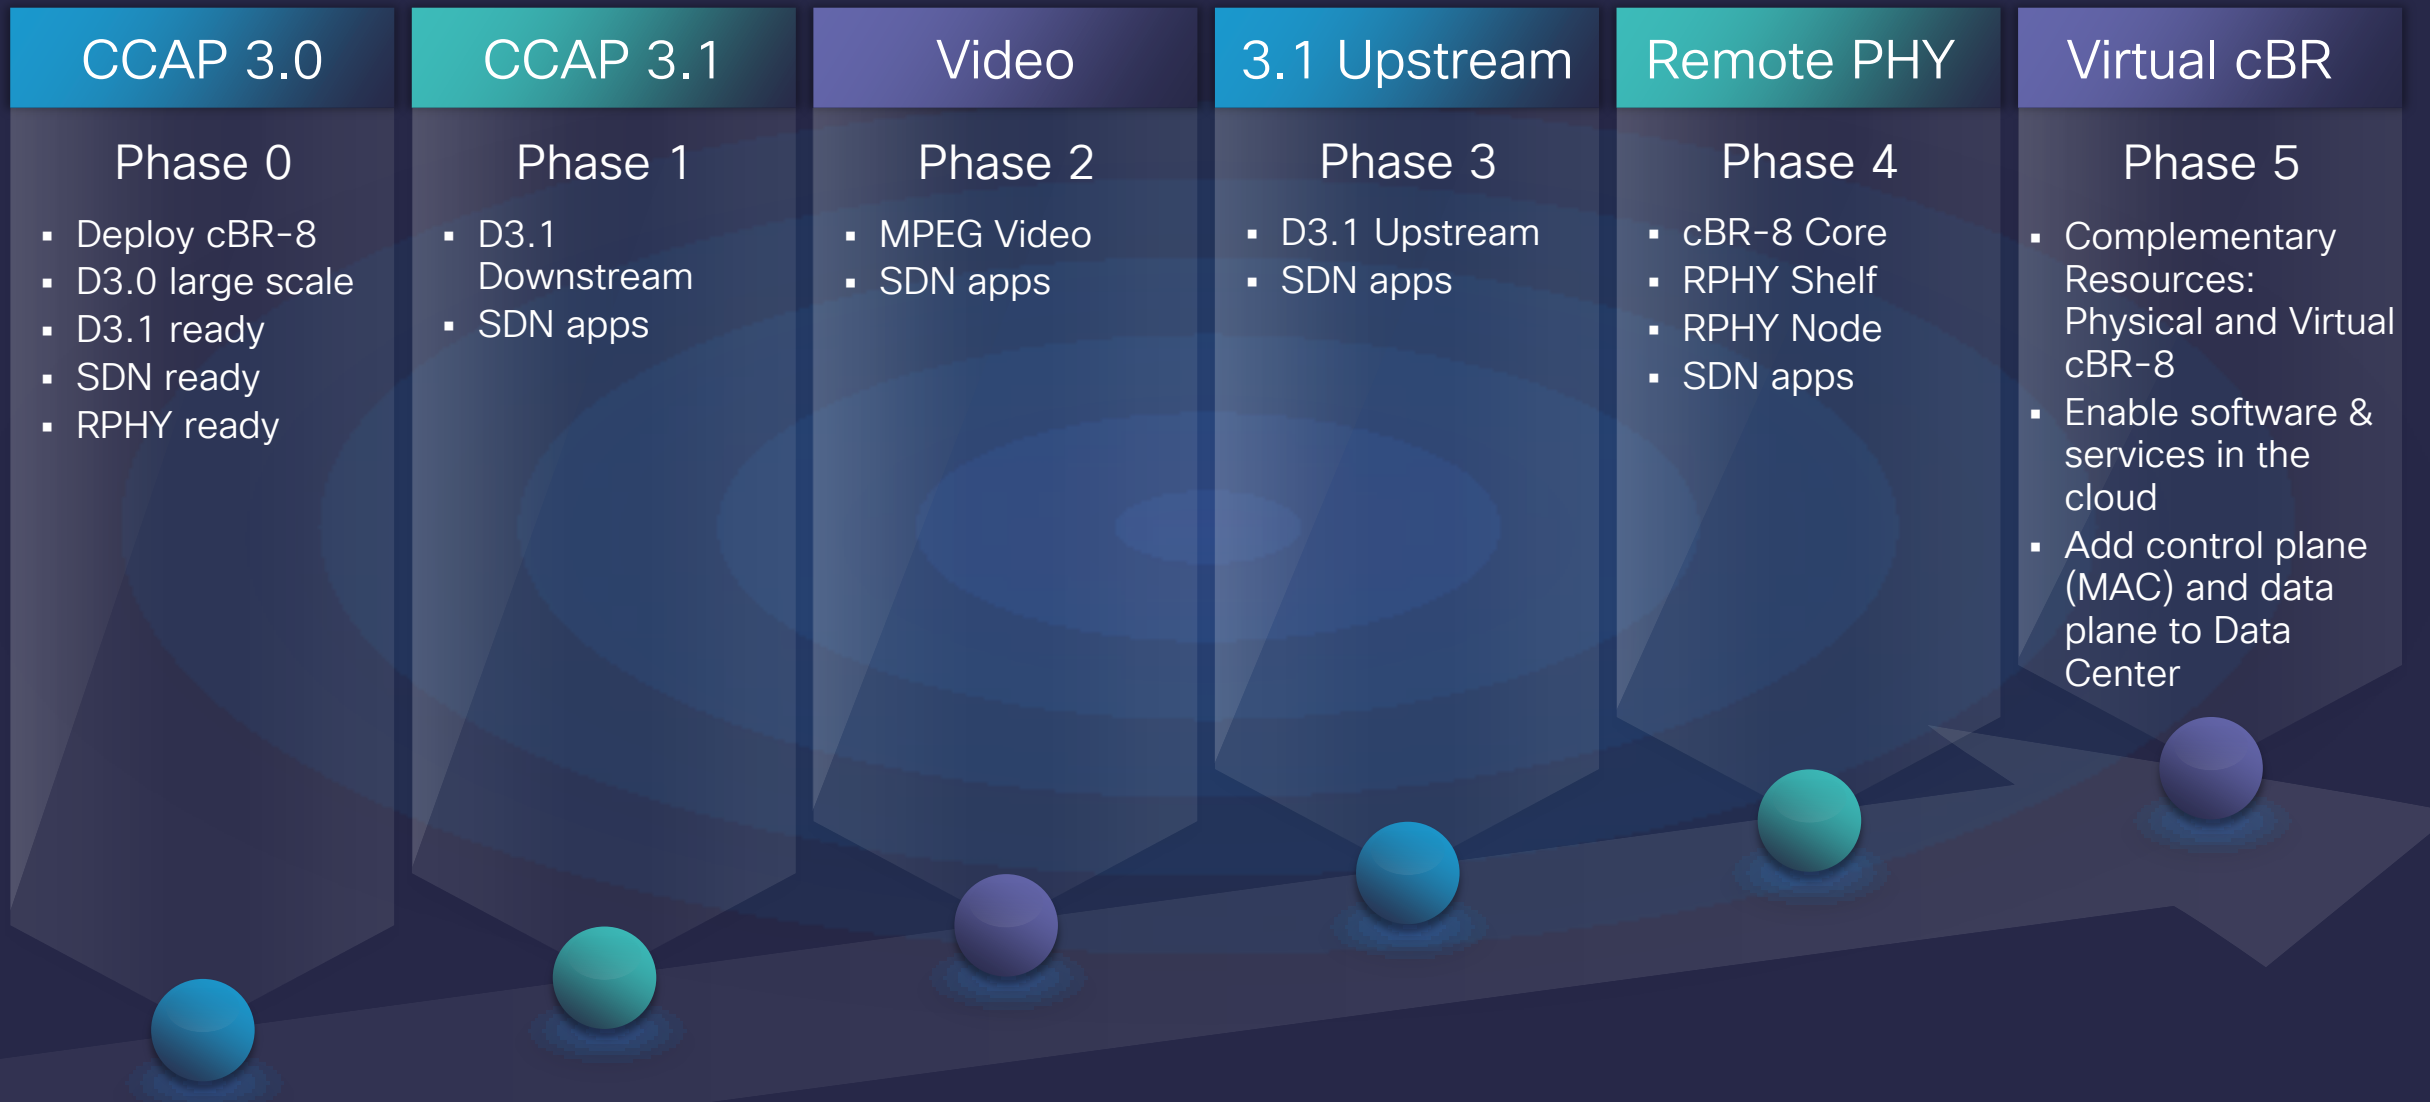 CCAP 3.0
Phase 0
▪ Deploy cBR-8
▪ D3.0 large scale
▪ D3.1 ready
▪ SDN ready
▪ RPHY ready
CCAP 3.1
Phase 1
▪ D3.1
Downstream
▪ SDN apps
Video
Phase 2
▪ MPEG Video
▪ SDN apps
3.1 Upstream
Phase 3
▪ D3.1 Upstream
▪ SDN apps
Remote PHY
Phase 4
▪ cBR-8 Core
▪ RPHY Shelf
▪ RPHY Node
▪ SDN apps
Virtual cBR
Phase 5
▪ Complementary
Resources:
Physical and Virtual
cBR-8
▪ Enable software &
services in the
cloud
▪ Add control plane
(MAC) and data
plane to Data
Center